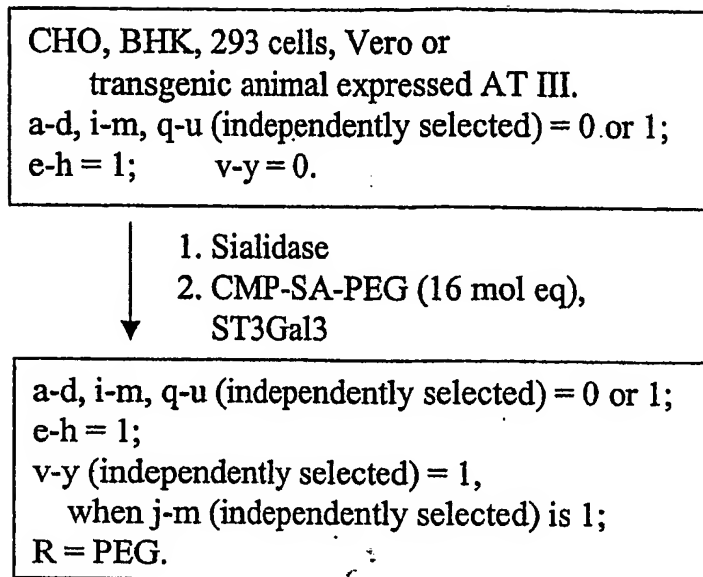 CHO, BHK, 293 cells, Vero or
transgenic animal expressed AT III.
a-d, i-m, q-u (independently selected) = 0 or 1;
e-h = 1; v-y = 0.
1. Sialidase
2. CMP-SA-PEG (16 mol eq),
ST3Gal3
a-d, i-m, q-u (independently selected) = 0 or 1;
e-h = 1;
v-y (independently selected) = 1,
when j-m (independently selected) is 1;
R = PEG.